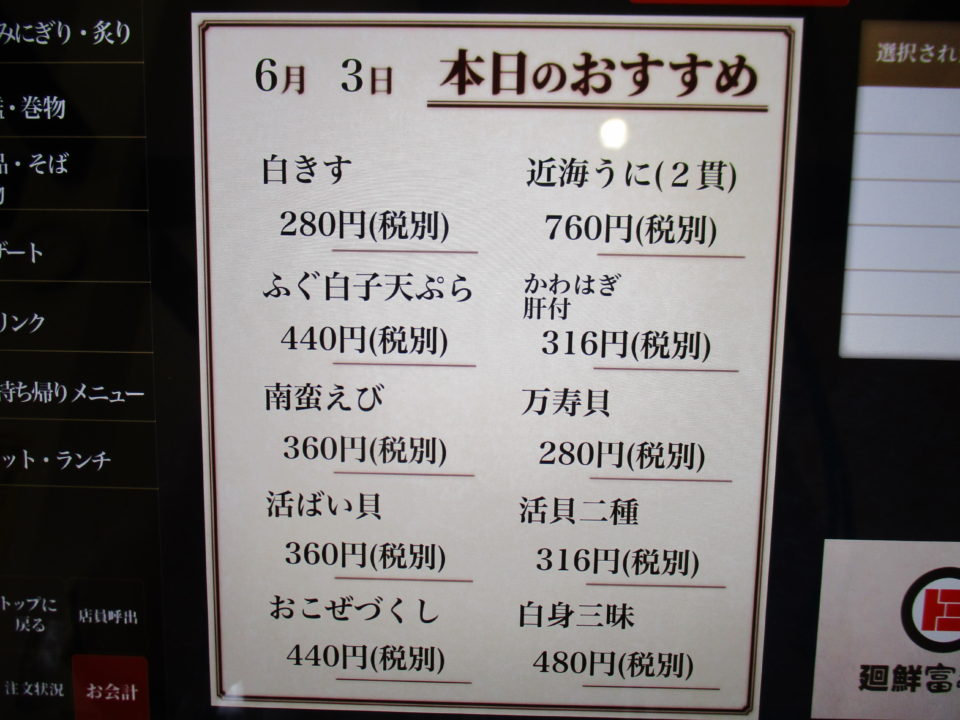 みにぎり・炙り
・巻物
・そば
ート
リンク
持ち帰りメニュー
ット・ランチ
トップに
戻る
店員呼出
注文状況
お会計
6月 3日 本日のおすすめ
白きす
280円(税別)
ふぐ白子天ぷら
440円(税別)
南蛮えび
360円(税別)
活ばい貝
360円(税別)
おこぜづくし
440円(税別)
近海うに(２貫)
760円(税別)
かわはぎ
肝付
316円(税別)
万寿貝
280円(税別)
活貝二種
316円(税別)
白身三昧
480円(税別)
選択され
廻鮮富